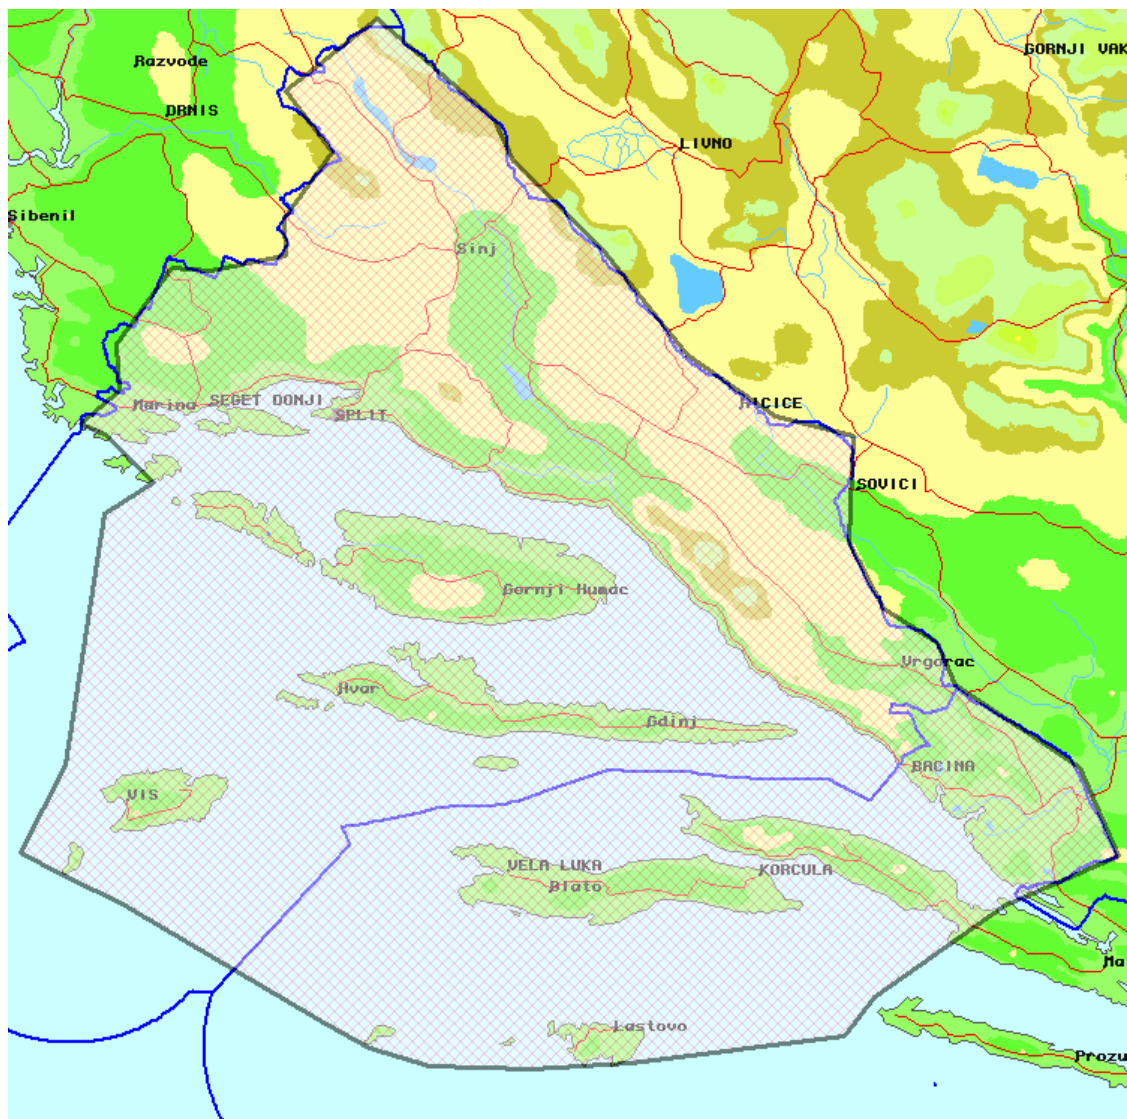 GORNJI VAK
Razvode
DRNIS
LIVNO
Sibenil
Sinj
RICICE
Marina
SEGET DONJI
SPLIT
SOVICI
Gornji Humac
Vrgorac
Hvar
Gdinj
BACINA
VIS
VELA LUKA
KORCULA
Blato
Ma
Lastovo
Prozu